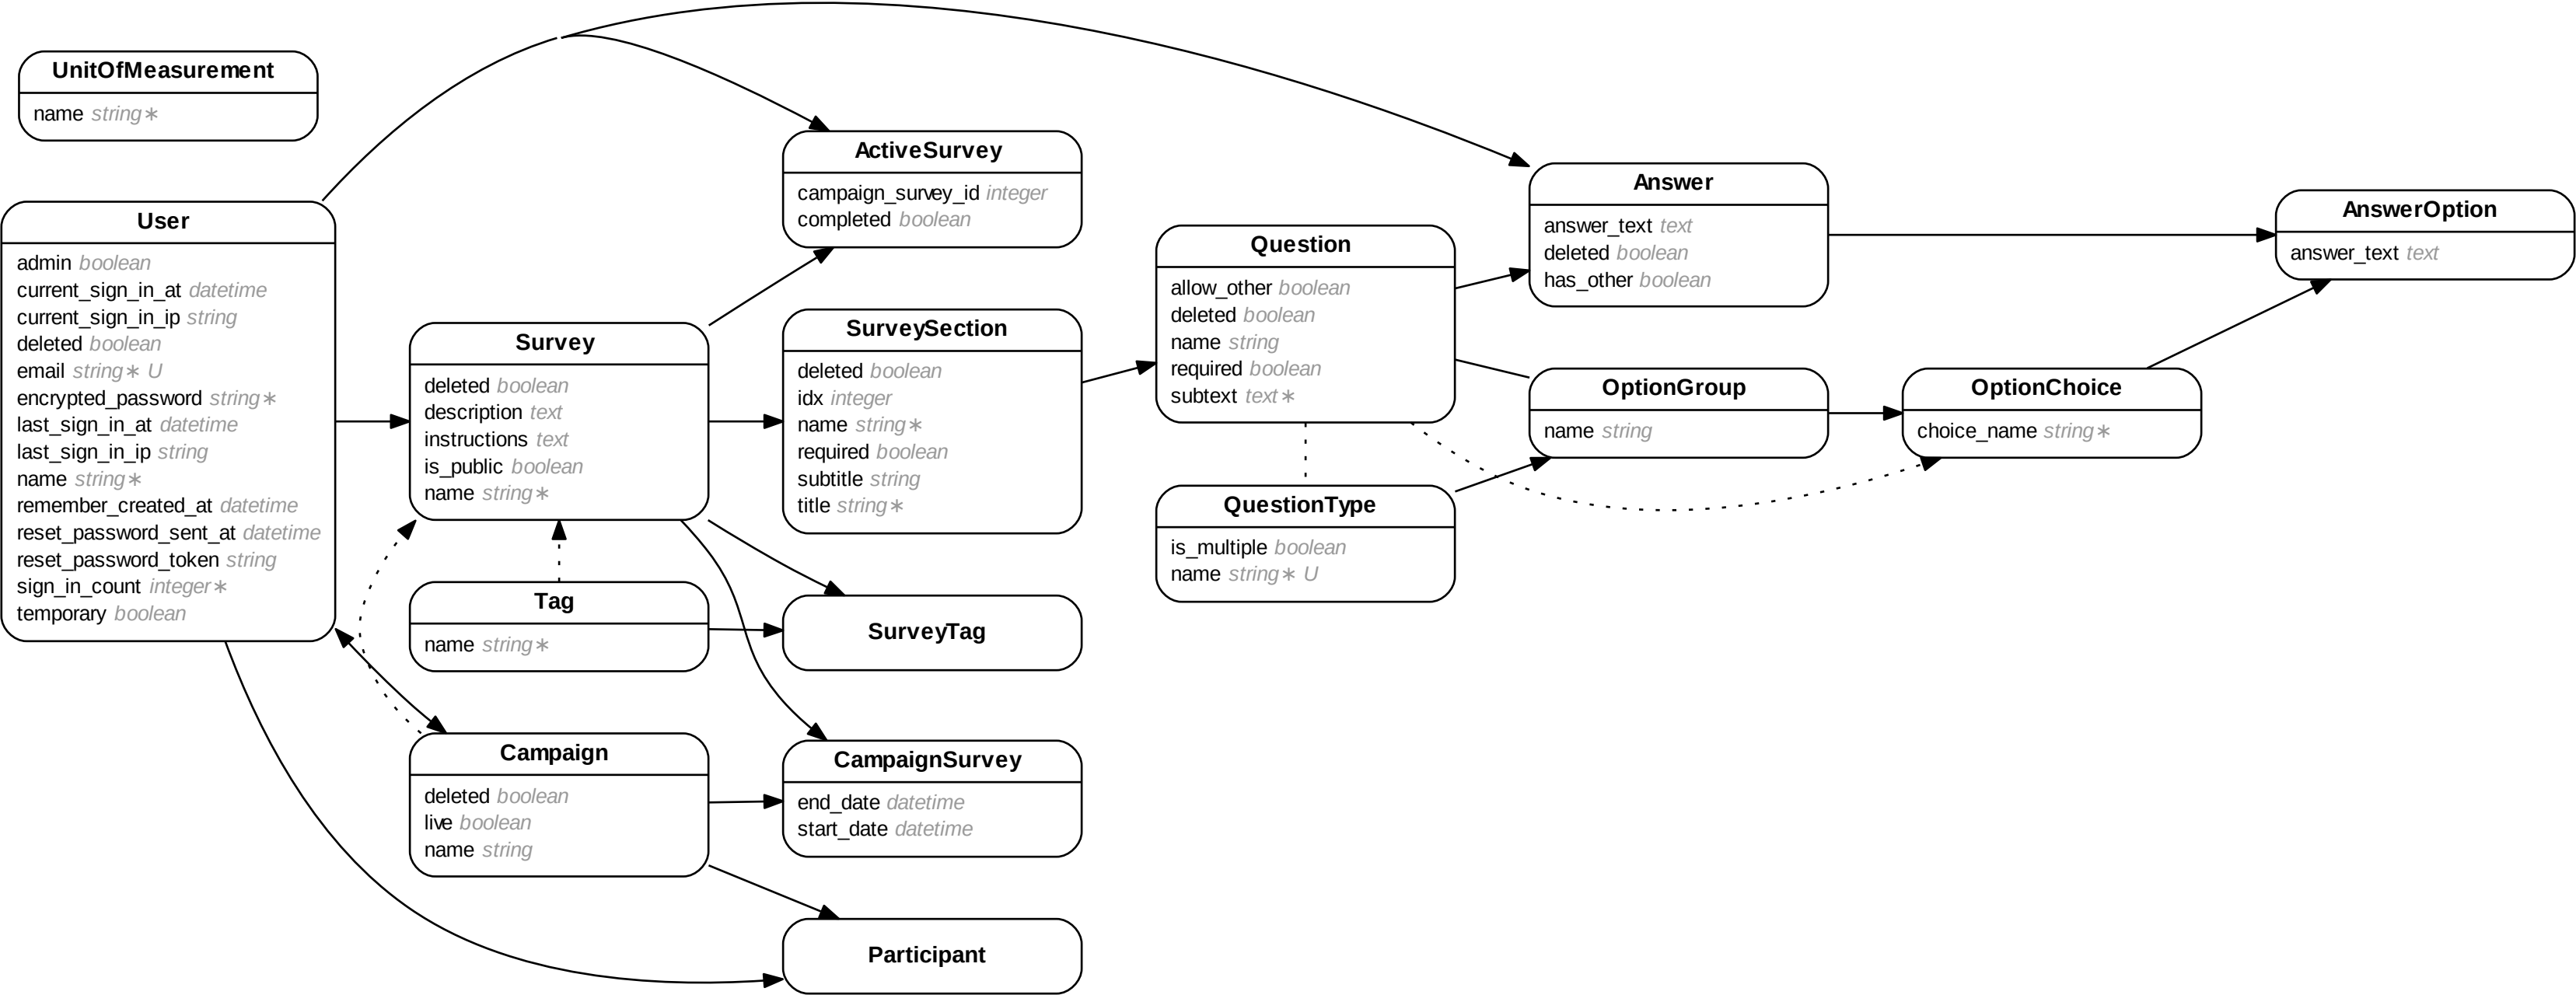 UnitOfMeasurement
name string∗
User
admin boolean
current_sign_in_at datetime
current_sign_in_ip string
deleted boolean
email string∗ U
encrypted_password string∗
last_sign_in_at datetime
last_sign_in_ip string
name string∗
remember_created_at datetime
reset_password_sent_at datetime
reset_password_token string
sign_in_count integer∗
temporary boolean
Survey
deleted boolean
description text
instructions text
is_public boolean
name string∗
Tag
name string∗
Campaign
deleted boolean
live boolean
name string
ActiveSurvey
campaign_survey_id integer
completed boolean
SurveySection
deleted boolean
idx integer
name string∗
required boolean
subtitle string
title string∗
SurveyTag
CampaignSurvey
end_date datetime
start_date datetime
Participant
Question
allow_other boolean
deleted boolean
name string
required boolean
subtext text∗
QuestionType
is_multiple boolean
name string∗ U
Answer
answer_text text
deleted boolean
has_other boolean
OptionGroup
name string
OptionChoice
choice_name string∗
AnswerOption
answer_text text